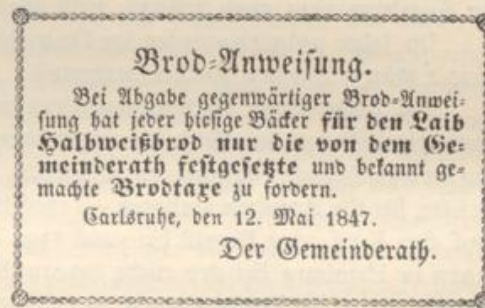 Brod-Anweisung.
Bei Abgabe gegenwärtiger Brod-Anwei-
sung hat jeder hiesige Bäcker für den Laib
Halbweißbrod nur die von dem Ge-
meinderath festgesetzte und bekannt ge-
machte Brodtaxe zu fordern.
Carlsruhe, den 12. Mai 1847.
Der Gemeinderath.